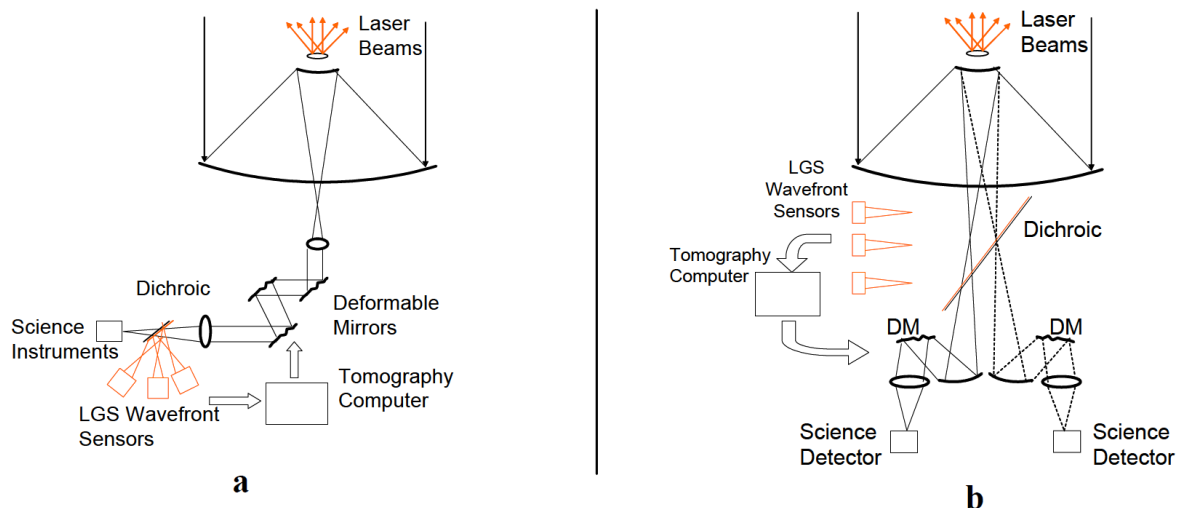 Laser
Beams
Dichroic
Deformable
Mirrors
Science
Instruments
Tomography
Computer
LGS Wavefront
Sensors
a
Laser
Beams
LGS
Wavefront
Sensors
Dichroic
Tomography
Computer
DM
DM
Science
Detector
Science
Detector
b